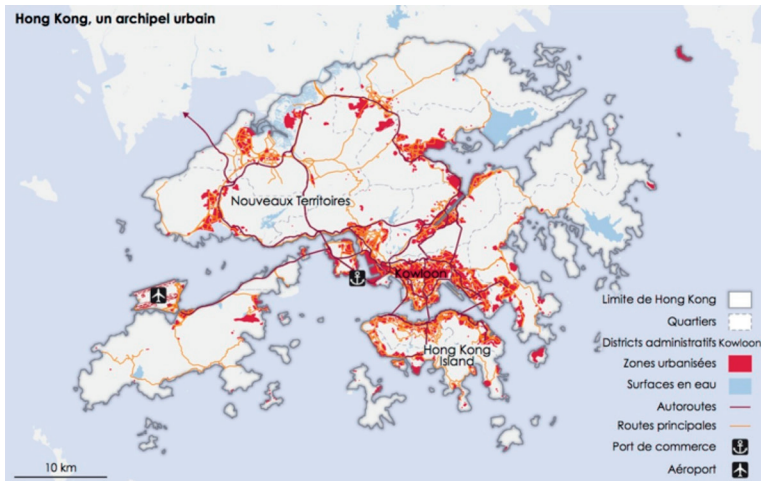 Hong Kong, un archipel urbain
Nouveaux Territoires
Kowloon
Hong Kong
Island
Limite de Hong Kong
Quartiers
Districts administratifs Kowloon
Zones urbanisées
Surfaces en eau
Autoroutes
Routes principales
Port de commerce
Aéroport
10 km